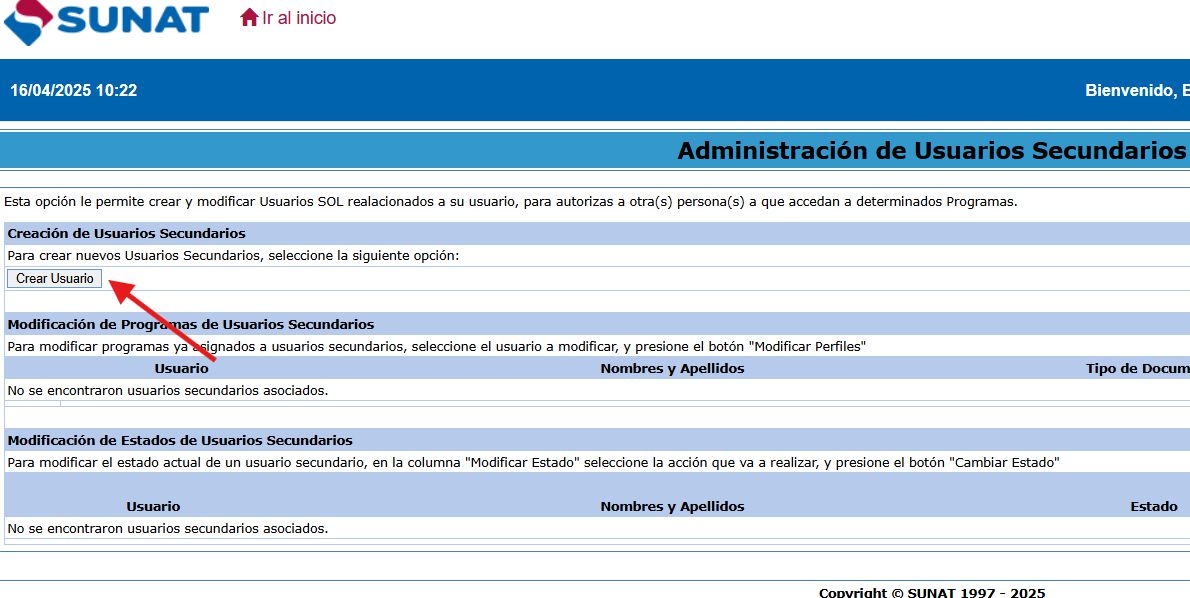 SUNAT Ir al inicio
16/04/2025 10:22 Bienvenido, E
Administración de Usuarios Secundarios
Esta opción le permite crear y modificar Usuarios SOL realacionados a su usuario, para autorizas a otra(s) persona(s) a que accedan a determinados Programas.
Creación de Usuarios Secundarios
Para crear nuevos Usuarios Secundarios, seleccione la siguiente opción:
Crear Usuario
Modificación de Programas de Usuarios Secundarios
Para modificar programas ya asignados a usuarios secundarios, seleccione el usuario a modificar, y presione el botón "Modificar Perfiles"
Usuario Nombres y Apellidos Tipo de Docum
No se encontraron usuarios secundarios asociados.
Modificación de Estados de Usuarios Secundarios
Para modificar el estado actual de un usuario secundario, en la columna "Modificar Estado" seleccione la acción que va a realizar, y presione el botón "Cambiar Estado"
Usuario Nombres y Apellidos Estado
No se encontraron usuarios secundarios asociados.
Copyright © SUNAT 1997 - 2025